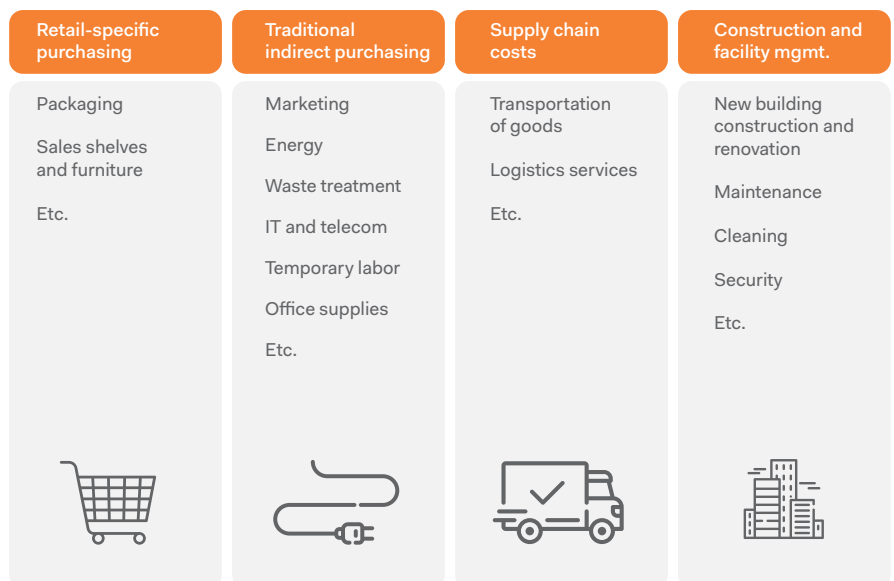 Retail-specific
purchasing
Packaging
Sales shelves
and furniture
Etc.
Traditional
indirect purchasing
Marketing
Energy
Waste treatment
IT and telecom
Temporary labor
Office supplies
Etc.
Supply chain
costs
Transportation
of goods
Logistics services
Etc.
Construction and
facility mgmt.
New building
construction and
renovation
Maintenance
Cleaning
Security
Etc.